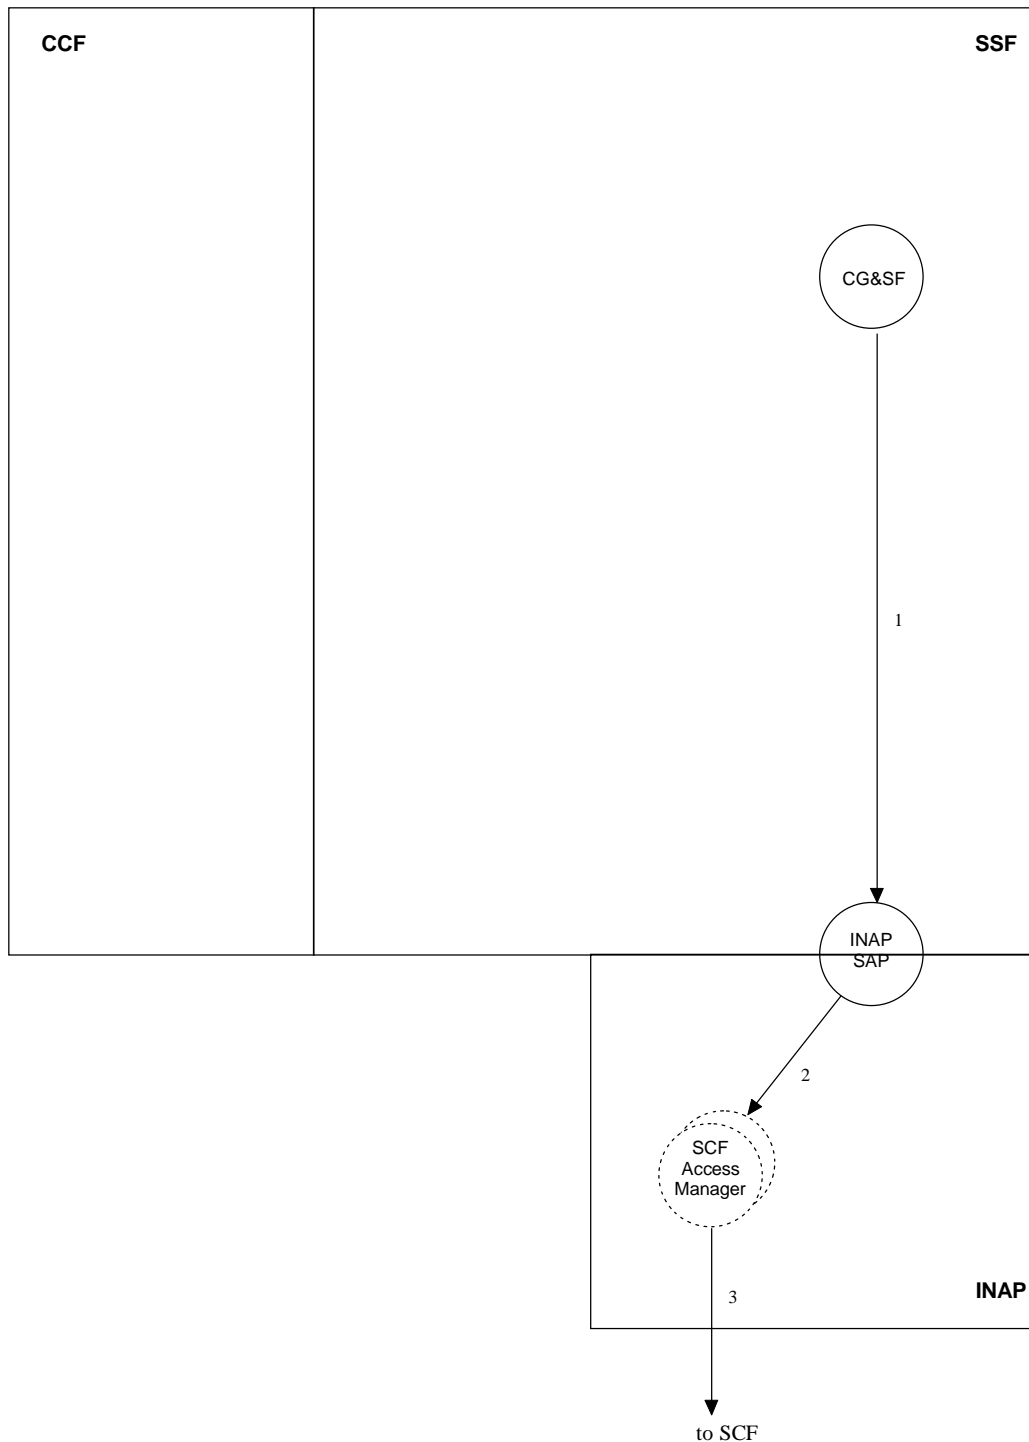 CCF
SSF
CG&SF
1
INAP
SAP
2
SCF
Access
Manager
3
INAP
to SCF